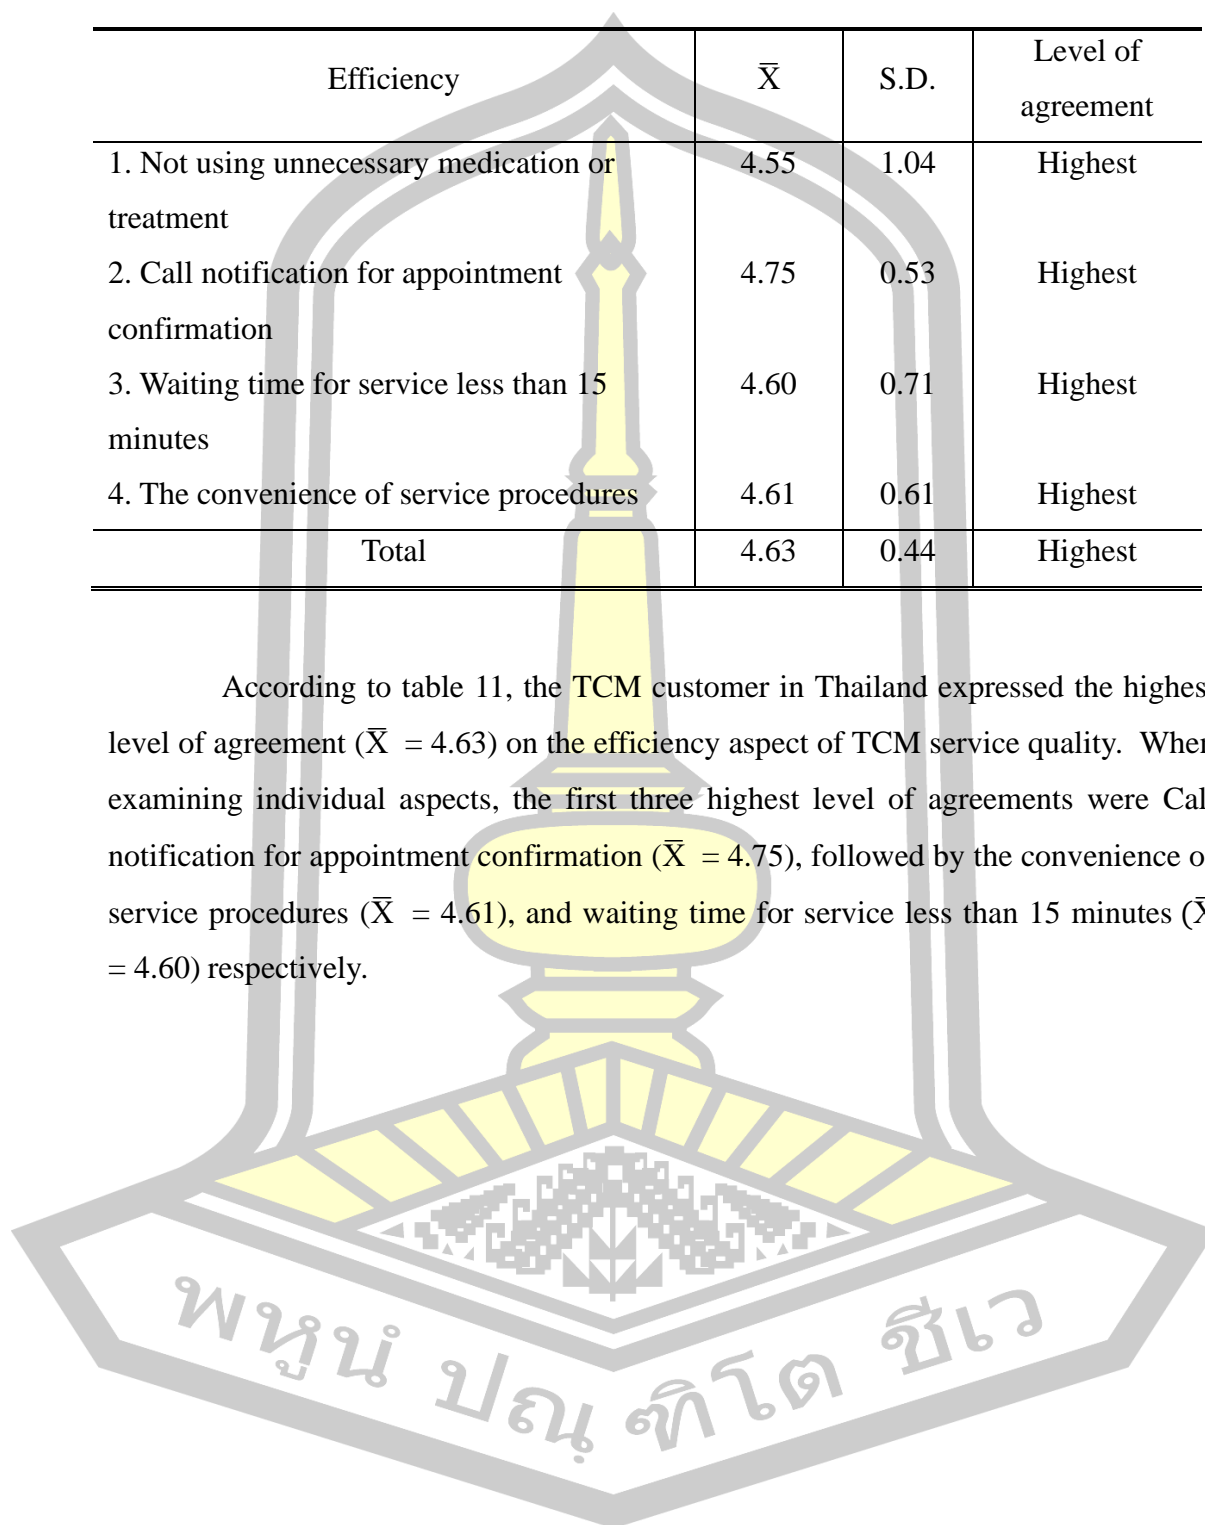 Efficiency X̅ S.D. Level of agreement
1. Not using unnecessary medication or 4.55 1.04 Highest
treatment
2. Call notification for appointment 4.75 0.53 Highest
confirmation
3. Waiting time for service less than 15 4.60 0.71 Highest
minutes
4. The convenience of service procedures 4.61 0.61 Highest
Total 4.63 0.44 Highest
According to table 11, the TCM customer in Thailand expressed the highes
level of agreement (X̅ = 4.63) on the efficiency aspect of TCM service quality. When
examining individual aspects, the first three highest level of agreements were Cal
notification for appointment confirmation (X̅ = 4.75), followed by the convenience o
service procedures (X̅ = 4.61), and waiting time for service less than 15 minutes (X̅
= 4.60) respectively.
พหูนํ ปณฺฑิโต ชีเว